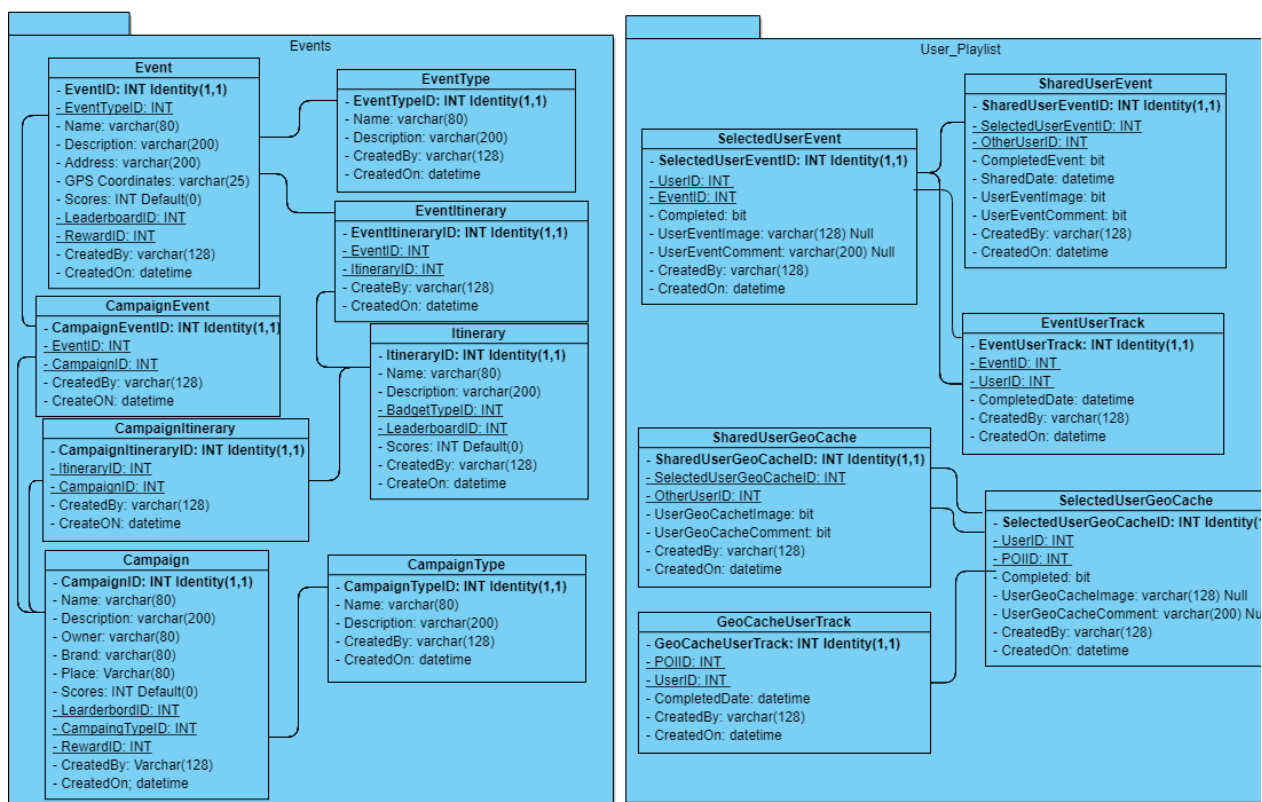 Events
Event
- EventID: INT Identity(1,1)
- EventTypeID: INT
- Name: varchar(80)
- Description: varchar(200)
- Address: varchar(200)
- GPS Coordinates: varchar(25)
- Scores: INT Default(0)
- LeaderboardID: INT
- RewardID: INT
- CreatedBy: varchar(128)
- CreatedOn: datetime
EventType
- EventTypeID: INT Identity(1,1)
- Name: varchar(80)
- Description: varchar(200)
- CreatedBy: varchar(128)
- CreatedOn: datetime
EventItinerary
- EventItineraryID: INT Identity(1,1)
- EventID: INT
- ItineraryID: INT
- CreateBy: varchar(128)
- CreatedOn: datetime
CampaignEvent
- CampaignEventID: INT Identity(1,1)
- EventID: INT
- CampaignID: INT
- CreatedBy: varchar(128)
- CreateON: datetime
Itinerary
- ItineraryID: INT Identity(1,1)
- Name: varchar(80)
- Description: varchar(200)
- BadgetTypeID: INT
- LeaderboardID: INT
- Scores: INT Default(0)
- CreatedBy: varchar(128)
- CreateOn: datetime
CampaignItinerary
- CampaignItineraryID: INT Identity(1,1)
- ItineraryID: INT
- CampaignID: INT
- CreatedBy: varchar(128)
- CreateON: datetime
Campaign
- CampaignID: INT Identity(1,1)
- Name: varchar(80)
- Description: varchar(200)
- Owner: varchar(80)
- Brand: varchar(80)
- Place: Varchar(80)
- Scores: INT Default(0)
- LearderbordID: INT
- CampaingTypeID: INT
- RewardID: INT
- CreatedBy: Varchar(128)
- CreatedOn; datetime
CampaignType
- CampaignTypeID: INT Identity(1,1)
- Name: varchar(80)
- Description: varchar(200)
- CreatedBy: varchar(128)
- CreatedOn: datetime
User_Playlist
SelectedUserEvent
- SelectedUserEventID: INT Identity(1,1)
- UserID: INT
- EventID: INT
- Completed: bit
- UserEventImage: varchar(128) Null
- UserEventComment: varchar(200) Null
- CreatedBy: varchar(128)
- CreatedOn: datetime
SharedUserEvent
- SharedUserEventID: INT Identity(1,1)
- SelectedUserEventID: INT
- OtherUserID: INT
- CompletedEvent: bit
- SharedDate: datetime
- UserEventImage: bit
- UserEventComment: bit
- CreatedBy: varchar(128)
- CreatedOn: datetime
EventUserTrack
- EventUserTrack: INT Identity(1,1)
- EventID: INT
- UserID: INT
- CompletedDate: datetime
- CreatedBy: varchar(128)
- CreatedOn: datetime
SharedUserGeoCache
- SharedUserGeoCacheID: INT Identity(1,1)
- SelectedUserGeoCacheID: INT
- OtherUserID: INT
- UserGeoCachetImage: bit
- UserGeoCachetComment: bit
- CreatedBy: varchar(128)
- CreatedOn: datetime
SelectedUserGeoCache
- SelectedUserGeoCacheID: INT Identity(1
- UserID: INT
- POIID: INT
- Completed: bit
- UserGeoCacheImage: varchar(128) Null
- UserGeoCacheComment: varchar(200) Nu
- CreatedBy: varchar(128)
- CreatedOn: datetime
GeoCacheUserTrack
- GeoCacheUserTrack: INT Identity(1,1)
- POIID: INT
- UserID: INT
- CompletedDate: datetime
- CreatedBy: varchar(128)
- CreatedOn: datetime